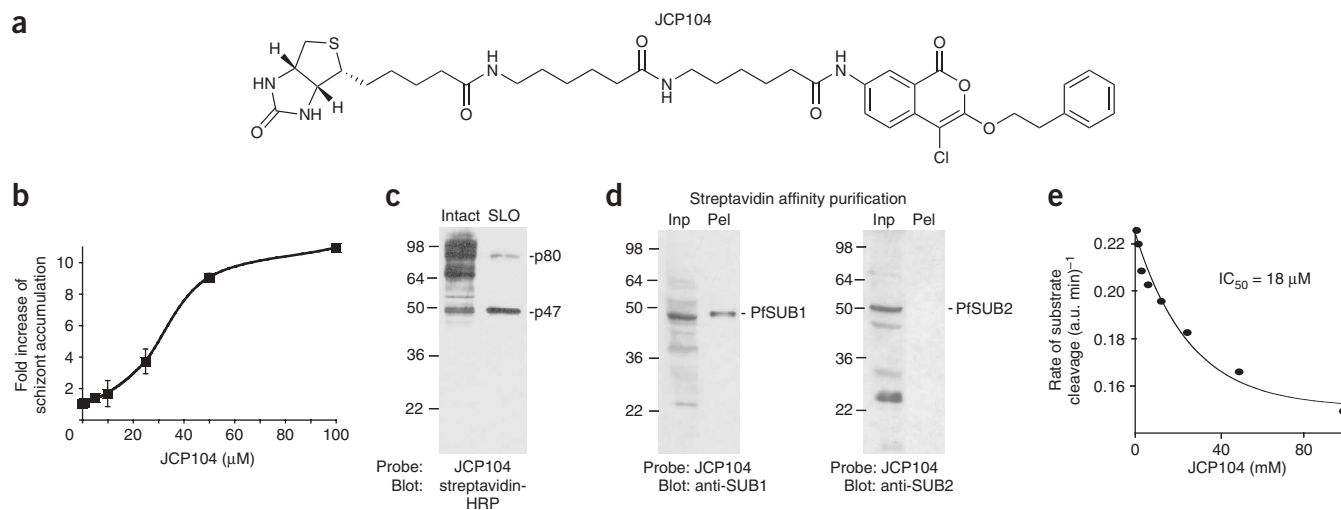 a
JCP104
H
S
HN
NH
H
O
O
H
N
O
N
H
O
H
N
O
O
O
Cl
b
Fold increase of
schizont accumulation
10
8
6
4
2
0
20
40
60
80
100
JCP104 (μM)
c
Intact SLO
98
64
50
36
22
-p80
-p47
Probe: JCP104
Blot: streptavidin-
HRP
d
Streptavidin affinity purification
Inp Pel
98
64
50
36
22
- PfSUB1
Probe: JCP104
Blot: anti-SUB1
Inp Pel
98
64
50
36
22
- PfSUB2
Probe: JCP104
Blot: anti-SUB2
e
Rate of substrate
cleavage (a.u. min)–1
0.22
0.20
0.18
0.16
IC50 = 18 μM
0
40
80
JCP104 (mM)